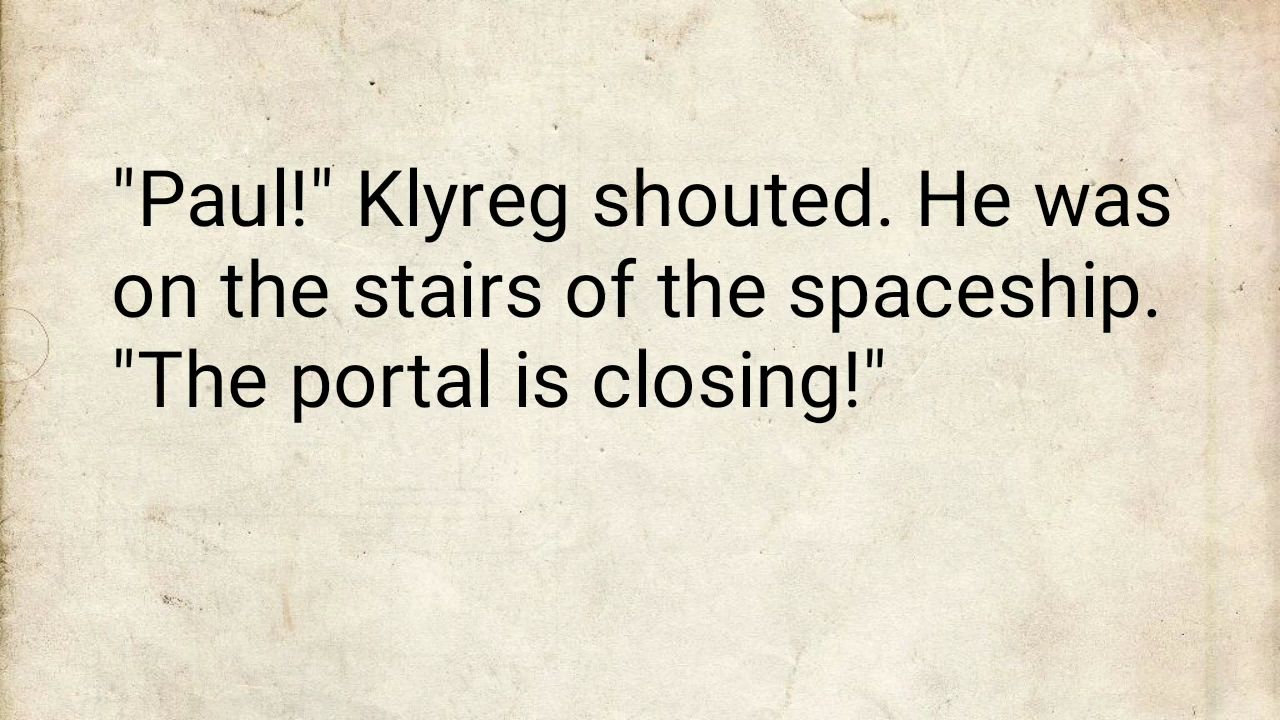 "Paul!" Klyreg shouted. He was
on the stairs of the spaceship.
"The portal is closing!"